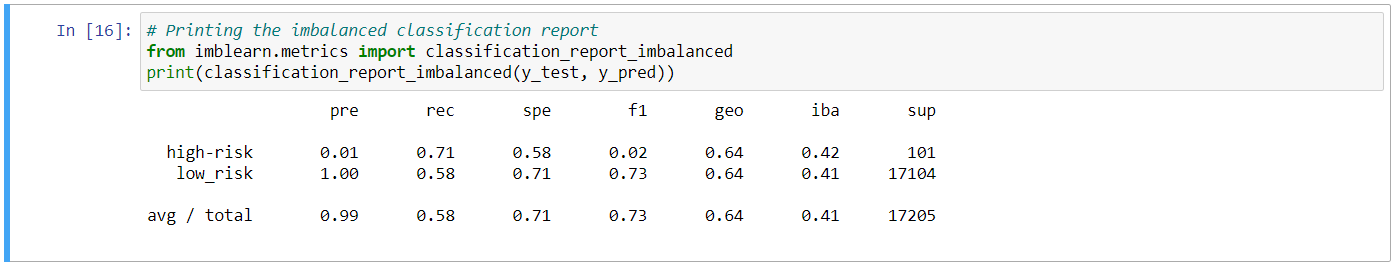 In [16]: # Printing the imbalanced classification report
from imblearn.metrics import classification_report_imbalanced
print(classification_report_imbalanced(y_test, y_pred))
pre rec spe f1 geo iba sup
high-risk 0.01 0.71 0.58 0.02 0.64 0.42 101
low_risk 1.00 0.58 0.71 0.73 0.64 0.41 17104
avg / total 0.99 0.58 0.71 0.73 0.64 0.41 17205